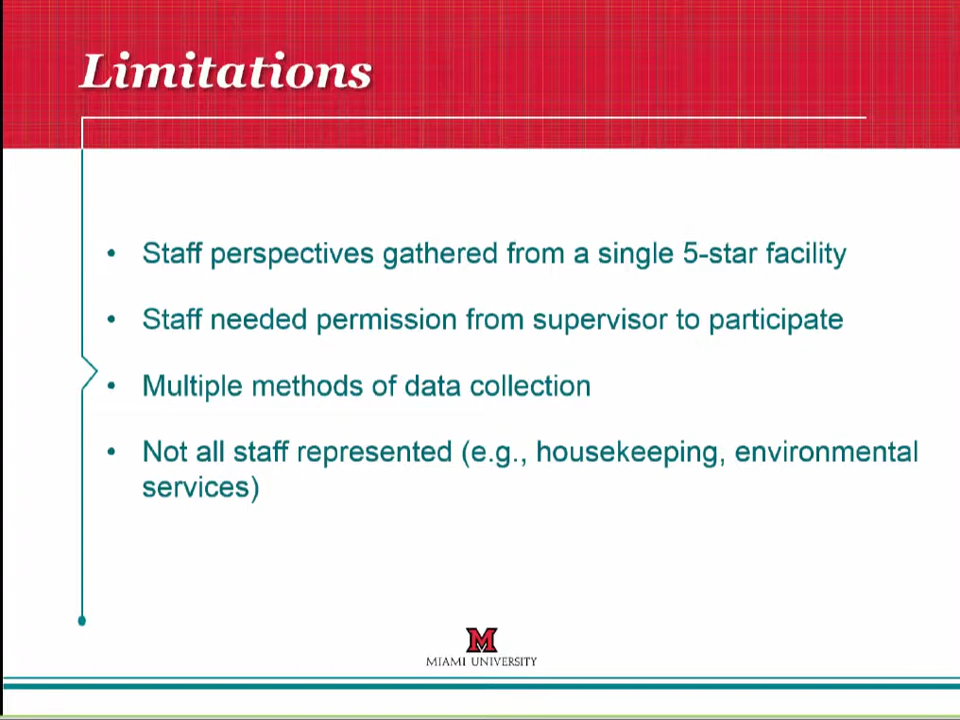 Limitations
• Staff perspectives gathered from a single 5-star facility
• Staff needed permission from supervisor to participate
• Multiple methods of data collection
• Not all staff represented (e.g., housekeeping, environmental
services)
M
MIAMI UNIVERSITY